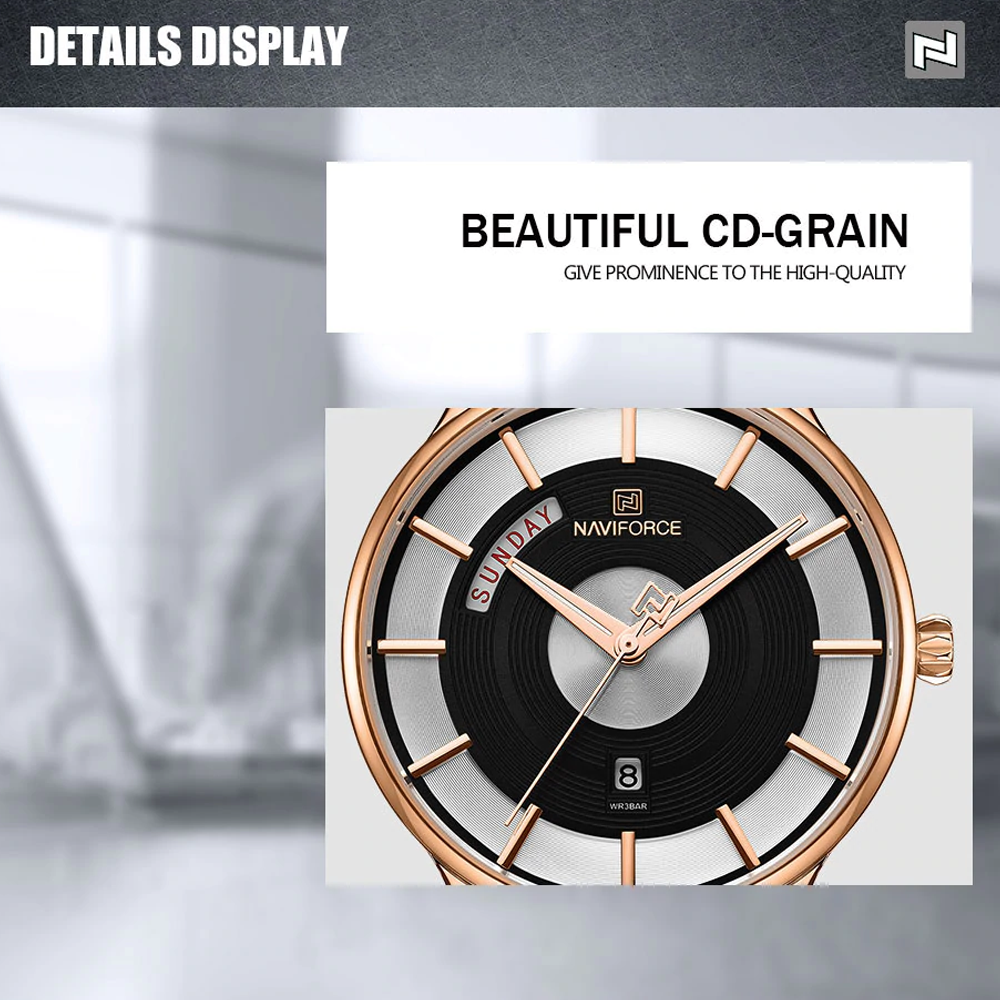 DETAILS DISPLAY
BEAUTIFUL CD-GRAIN
GIVE PROMINENCE TO THE HIGH-QUALITY
NAVIFORCE
SUNDAY
8
WR3BAR